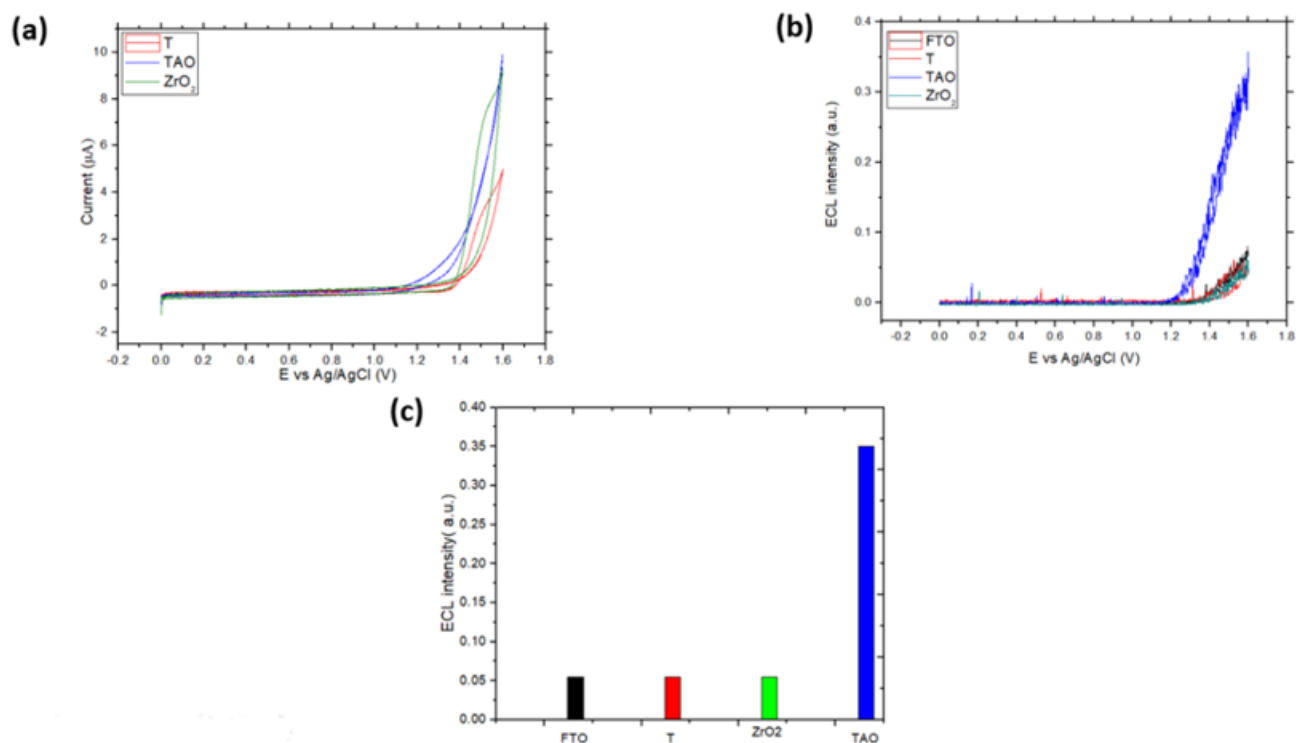 (a)
T
TAO
ZrO2
Current (μA)
10
8
6
4
2
0
-2
-0.2 0.0 0.2 0.4 0.6 0.8 1.0 1.2 1.4 1.6 1.8
E vs Ag/AgCl (V)
(b)
FTO
T
TAO
ZrO2
ECL intensity (a.u.)
0.4
0.3
0.2
0.1
0.0
-0.2 0.0 0.2 0.4 0.6 0.8 1.0 1.2 1.4 1.6 1.8
E vs Ag/AgCl (V)
(c)
ECL intensity( a.u.)
0.40
0.35
0.30
0.25
0.20
0.15
0.10
0.05
0.00
FTO T ZrO2 TAO